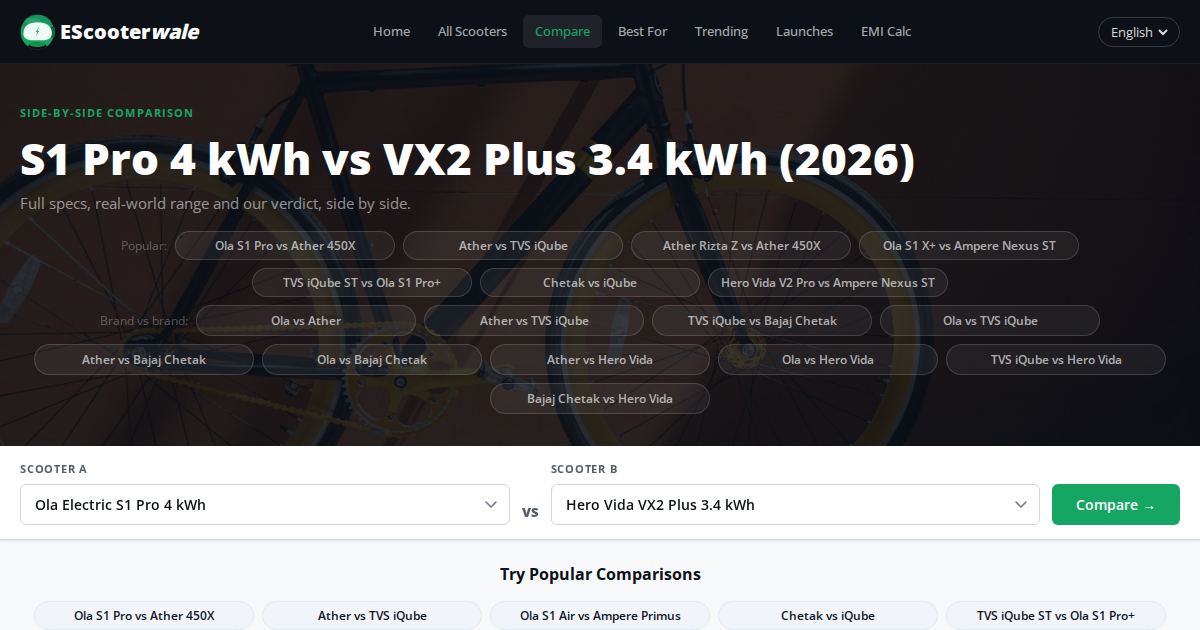 EScooterwale
Home
All Scooters
Compare
Best For
Trending
Launches
EMI Calc
English
SIDE-BY-SIDE COMPARISON
S1 Pro 4 kWh vs VX2 Plus 3.4 kWh (2026)
Full specs, real-world range and our verdict, side by side.
Popular:
Ola S1 Pro vs Ather 450X
Ather vs TVS iQube
Ather Rizta Z vs Ather 450X
Ola S1 X+ vs Ampere Nexus ST
TVS iQube ST vs Ola S1 Pro+
Chetak vs iQube
Hero Vida V2 Pro vs Ampere Nexus ST
Brand vs brand:
Ola vs Ather
Ather vs TVS iQube
TVS iQube vs Bajaj Chetak
Ola vs TVS iQube
Ather vs Bajaj Chetak
Ola vs Bajaj Chetak
Ather vs Hero Vida
Ola vs Hero Vida
TVS iQube vs Hero Vida
Bajaj Chetak vs Hero Vida
SCOOTER A
Ola Electric S1 Pro 4 kWh
vs
SCOOTER B
Hero Vida VX2 Plus 3.4 kWh
Compare →
Try Popular Comparisons
Ola S1 Pro vs Ather 450X
Ather vs TVS iQube
Ola S1 Air vs Ampere Primus
Chetak vs iQube
TVS iQube ST vs Ola S1 Pro+